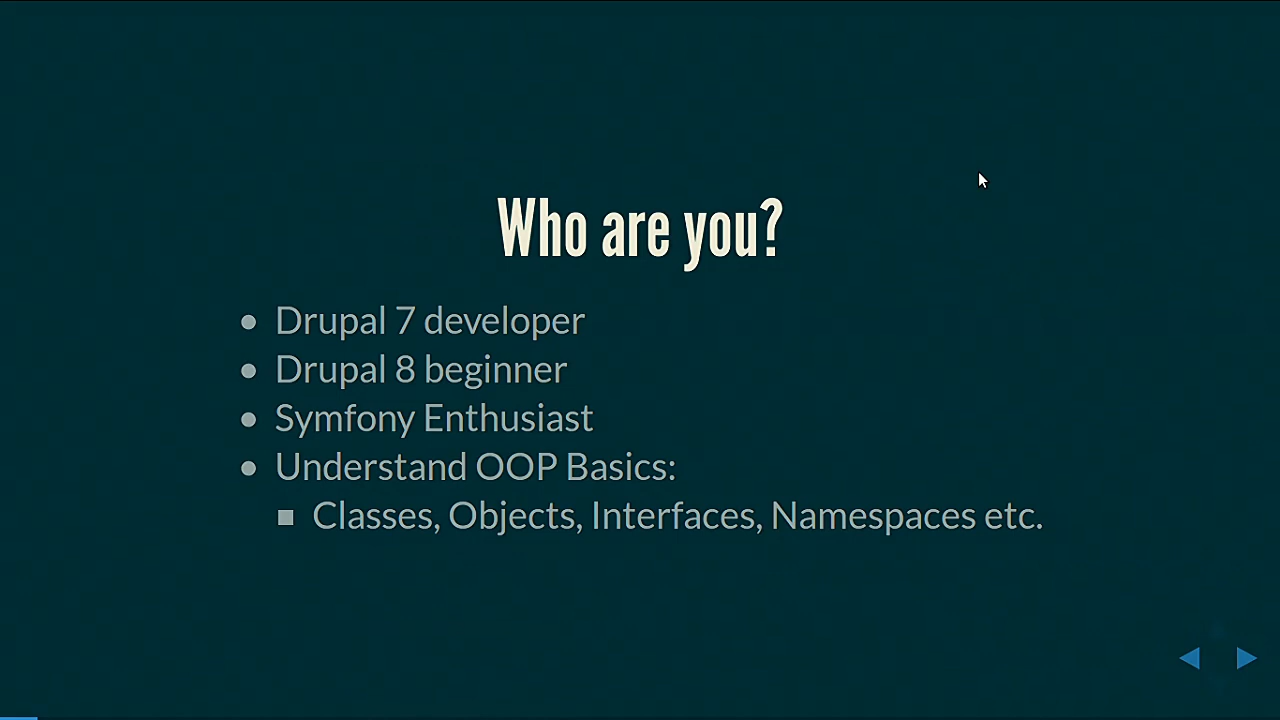 Who are you?
Drupal 7 developer
Drupal 8 beginner
Symfony Enthusiast
Understand OOP Basics:
Classes, Objects, Interfaces, Namespaces etc.